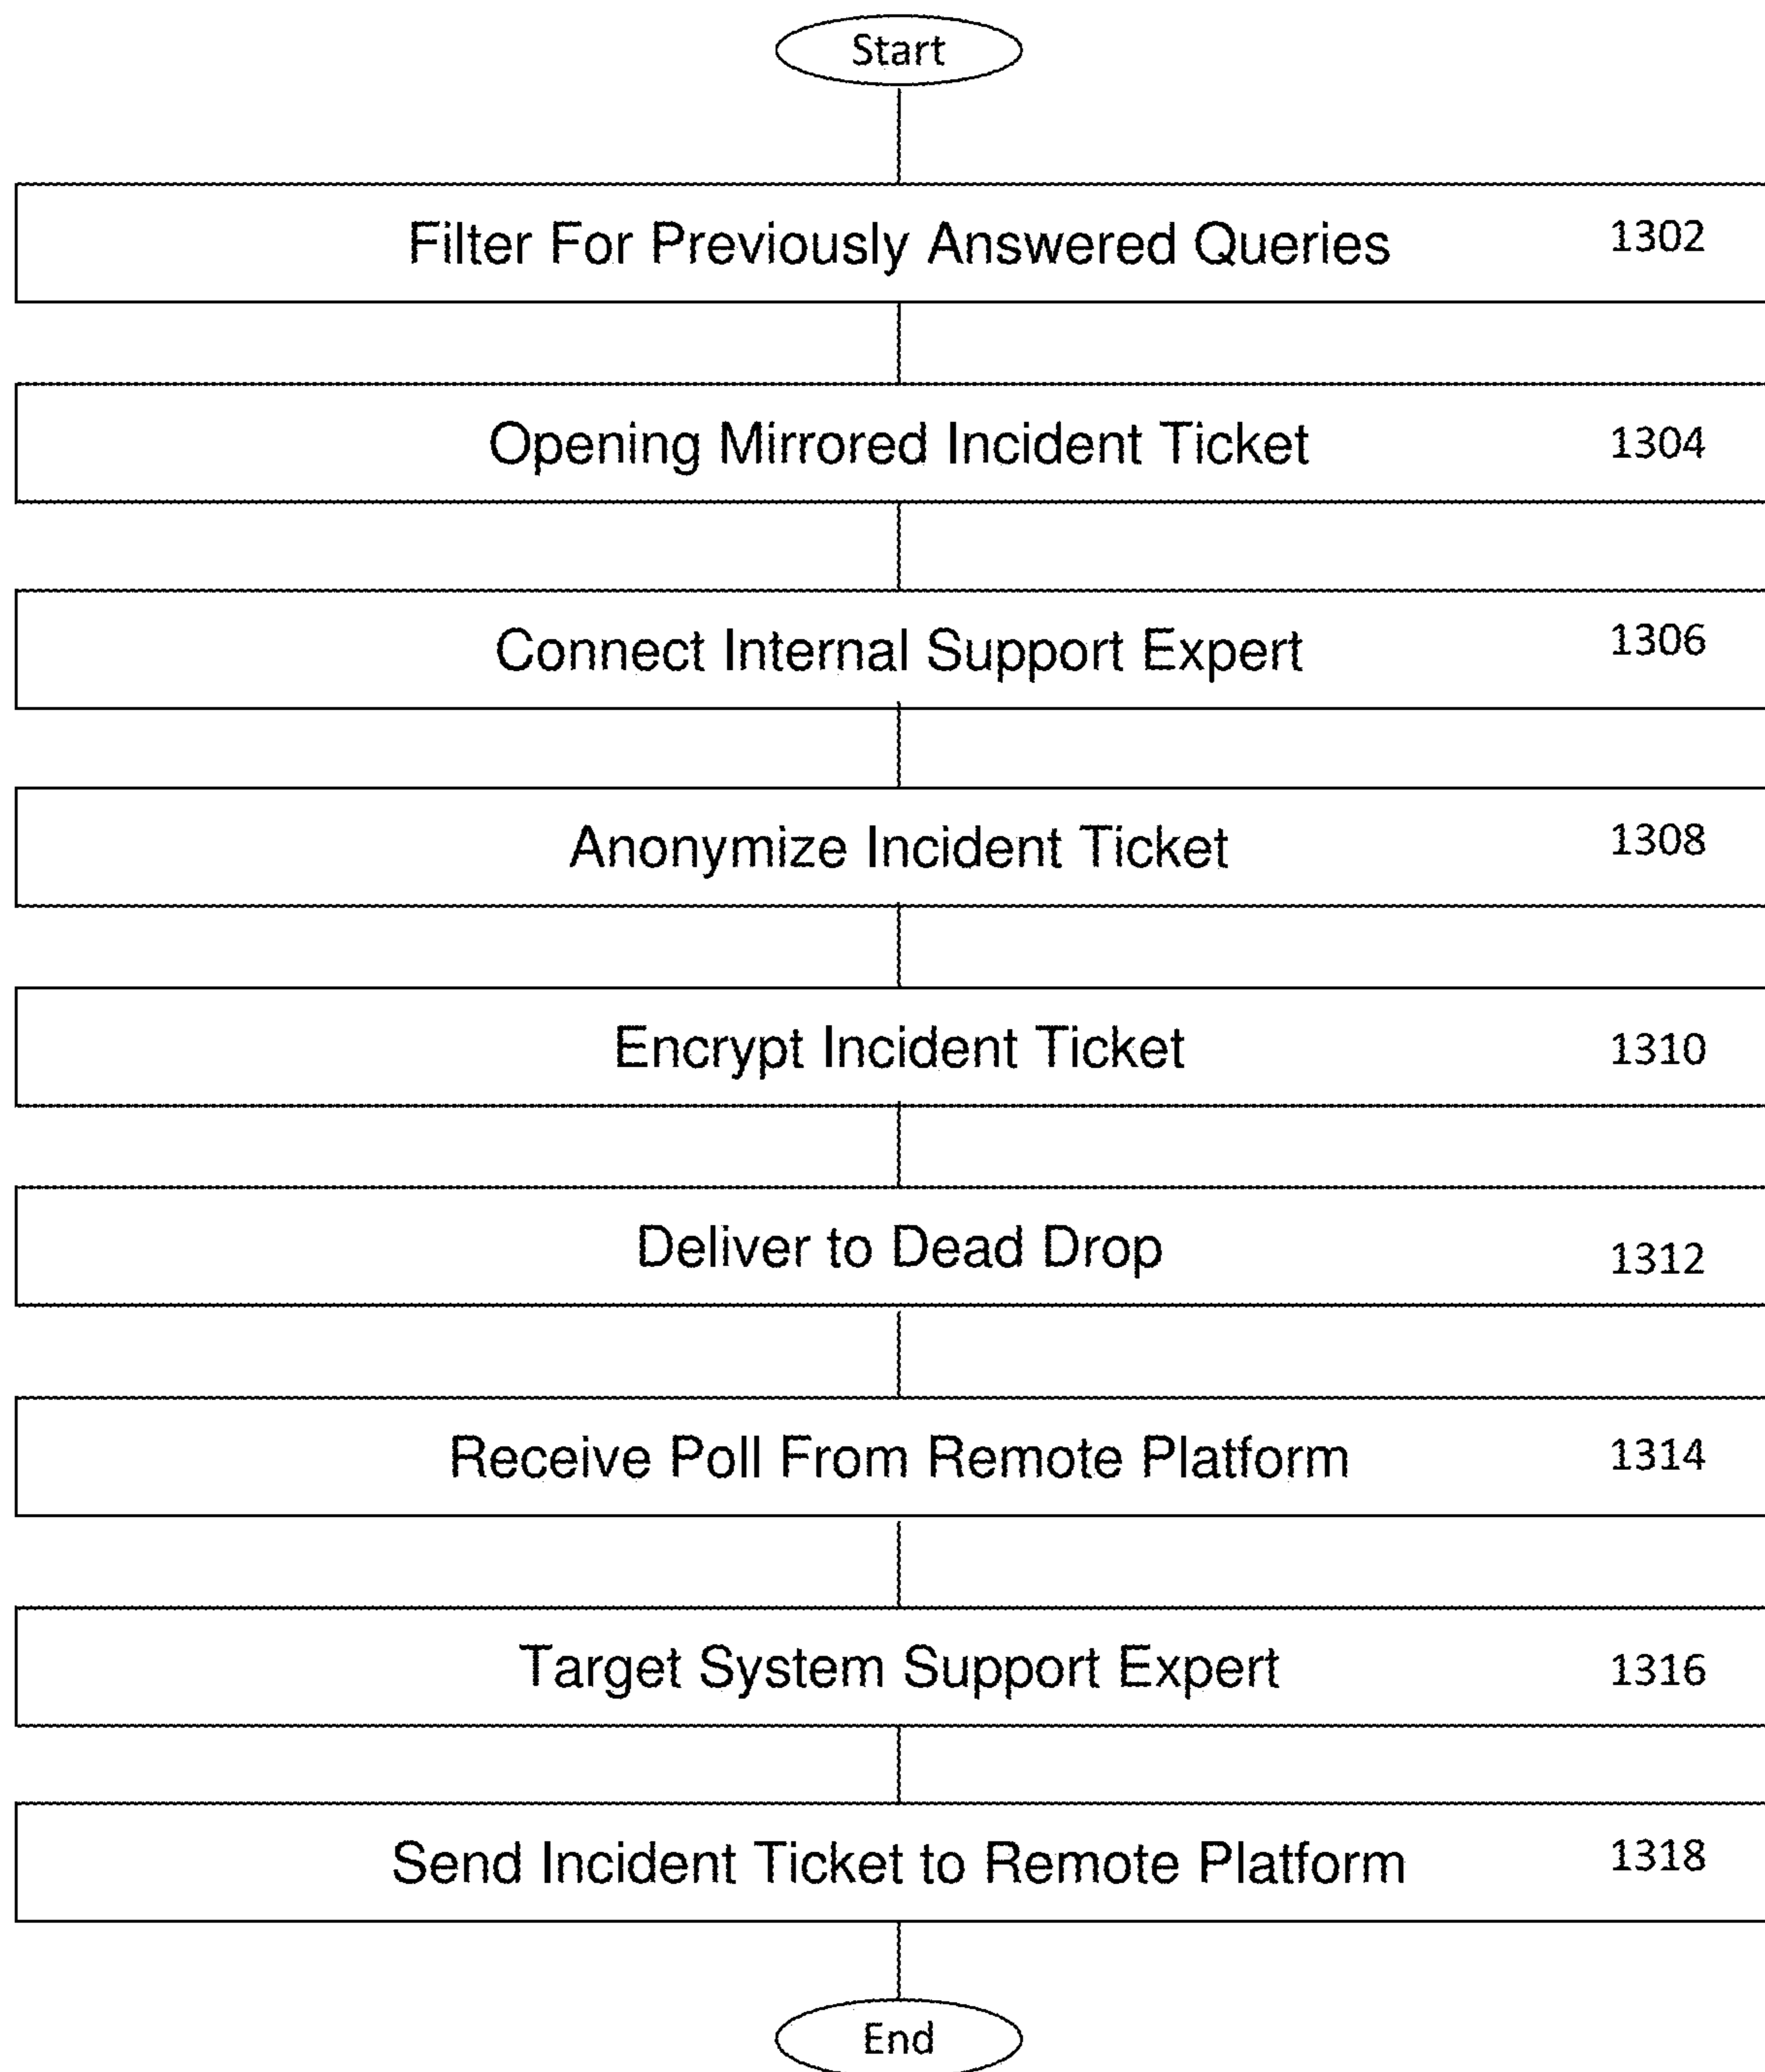 Start
Filter For Previously Answered Queries 1302
Opening Mirrored Incident Ticket 1304
Connect Internal Support Expert 1306
Anonymize Incident Ticket 1308
Encrypt Incident Ticket 1310
Deliver to Dead Drop 1312
Receive Poll From Remote Platform 1314
Target System Support Expert 1316
Send Incident Ticket to Remote Platform 1318
End